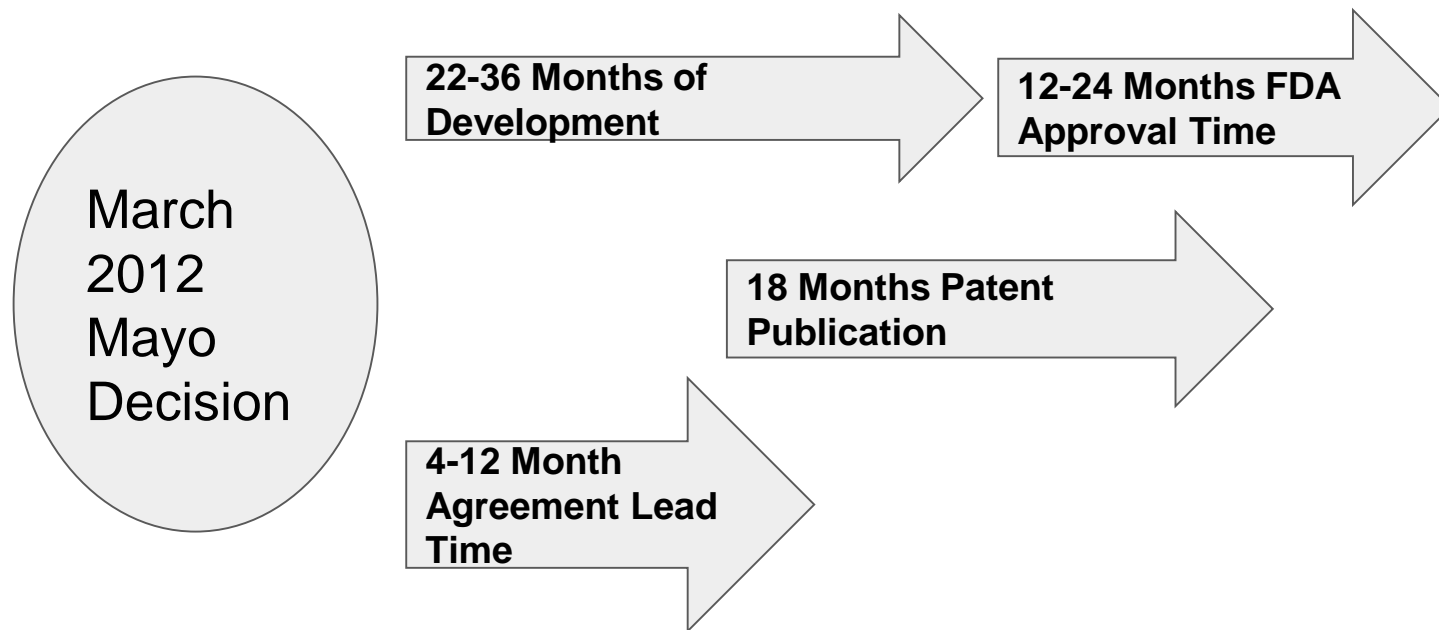 March
2012
Mayo
Decision
22-36 Months of
Development
12-24 Months FDA
Approval Time
18 Months Patent
Publication
4-12 Month
Agreement Lead
Time